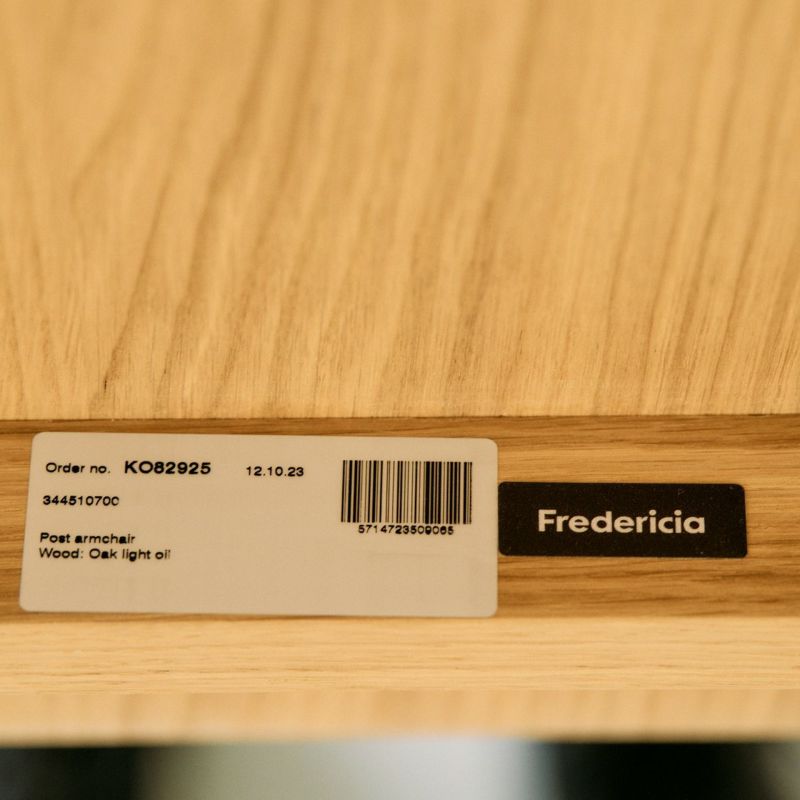 Order no. KO82925 12.10.23
344510700
5714723509065
Post armchair
Wood: Oak light oil
Fredericia